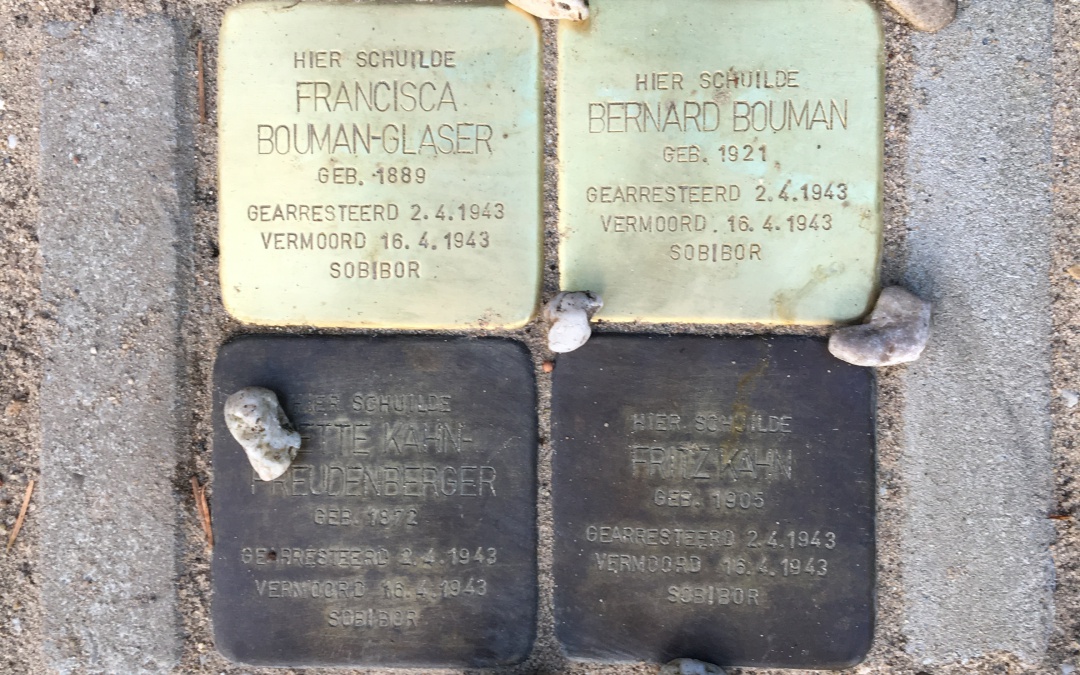 HIER SCHUILDE
FRANCISCA
BOUMAN-GLASER
GEB. 1889
GEARRESTEERD 2.4.1943
VERMOORD 16.4.1943
SOBIBOR
HIER SCHUILDE
BERNARD BOUMAN
GEB. 1921
GEARRESTEERD 2.4.1943
VERMOORD 16.4.1943
SOBIBOR
HIER SCHUILDE
KAHN-
FREUDENBERGER
GEB. 1872
GEARRESTEERD 2.4.1943
VERMOORD 16.4.1943
SOBIBOR
HIER SCHUILDE
FRITZ KAHN
GEB. 1905
GEARRESTEERD 2.4.1943
VERMOORD 16.4.1943
SOBIBOR